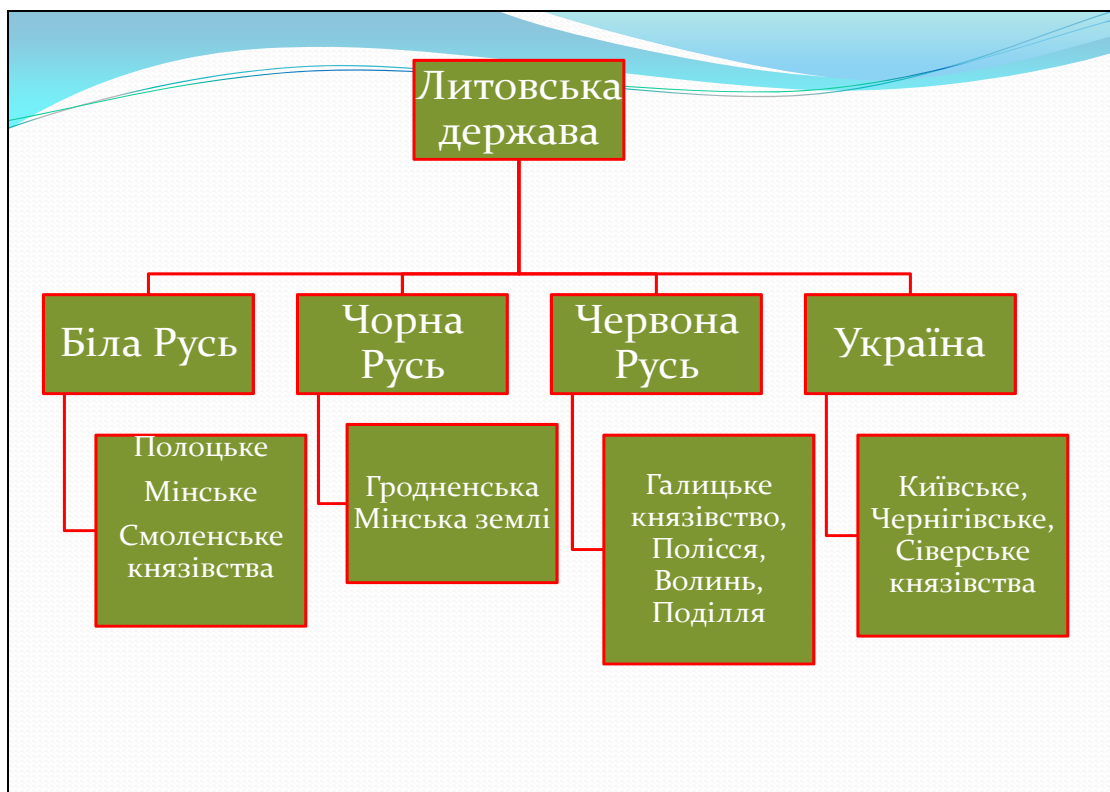 Литовська
держава
Біла Русь
Чорна
Русь
Червона
Русь
Україна
Полоцьке
Мінське
Смоленське
князівства
Гродненська
Мінська землі
Галицьке
князівство,
Полісся,
Волинь,
Поділля
Київське,
Чернігівське,
Сіверське
князівства